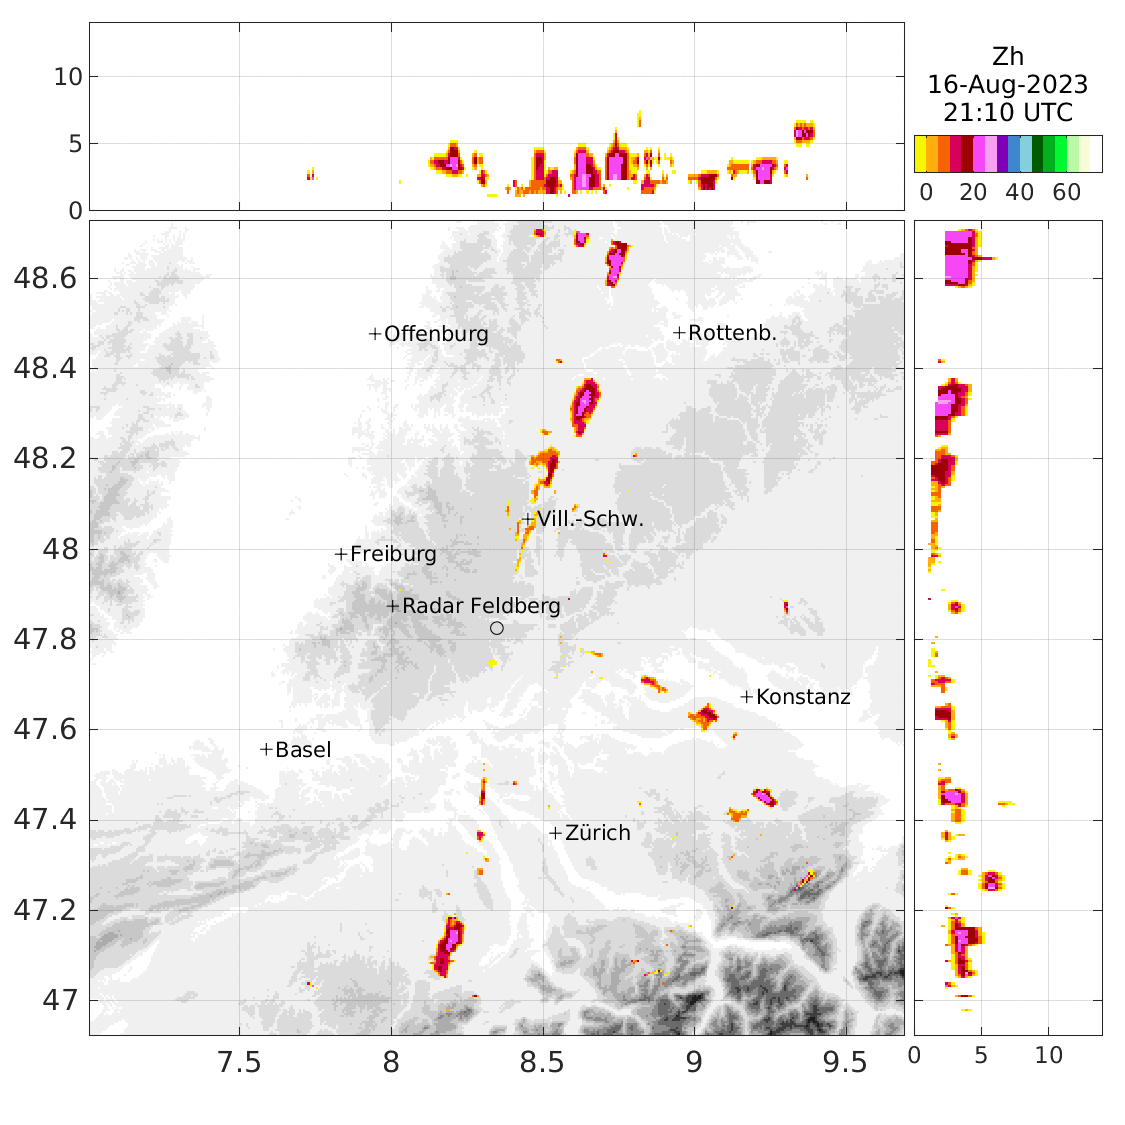 Zh
16-Aug-2023
21:10 UTC
0 20 40 60
10
5
0
48.6
48.4
48.2
48
47.8
47.6
47.4
47.2
47
Offenburg
Rottenb.
Vill.-Schw.
Freiburg
Radar Feldberg
Konstanz
Basel
Zürich
7.5 8 8.5 9 9.5
0 5 10